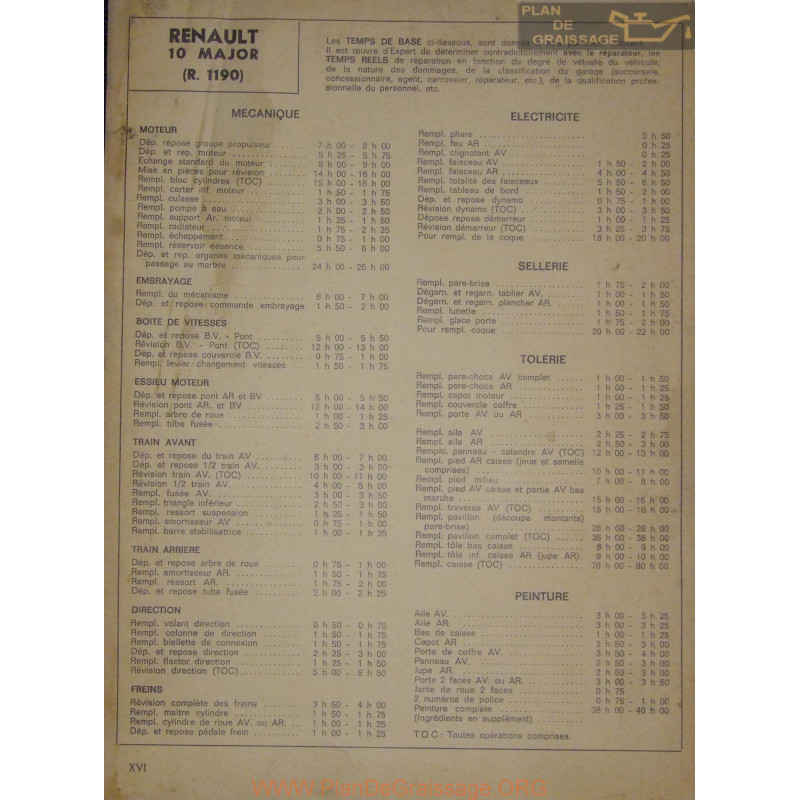 PLAN
DE
GRAISSAGE
RENAULT
10 MAJOR
(R. 1190)
Les TEMPS DE BASE ci-dessous, sont donnés
Il est œuvre d'Expert de déterminer contradictoirement avec le réparateur, les
TEMPS REELS de réparation en fonction du degré de vétusté du véhicule,
de la nature des dommages, de la classification du garage (succursale,
concessionnaire, agent, carrossier, réparateur, etc.), de la qualification profes-
sionnelle du personnel, etc.
MECANIQUE
MOTEUR
Dép. repose groupe propulseur 7 h 00 - 8 h 00
Dép. et rep. moteur 5 h 25 - 5 h 75
Echange standard du moteur 8 h 00 - 9 h 00
Mise en pièces pour révision 14 h 00 - 16 h 00
Rempl. bloc cylindres (TOC) 15 h 00 - 16 h 00
Rempl. carter inf. moteur 1 h 50 - 1 h 75
Rempl. culasse 3 h 00 - 3 h 50
Rempl. pompe à eau 2 h 00 - 2 h 50
Rempl. support Ar. moteur 1 h 25 - 1 h 50
Rempl. radiateur 1 h 75 - 2 h 25
Rempl. échappement 0 h 75 - 1 h 00
Rempl. réservoir essence 5 h 50 - 6 h 00
Dép. et rep. organes mécaniques pour
passage au marbre 24 h 00 - 26 h 00
EMBRAYAGE
Rempl. du mécanisme 6 h 00 - 7 h 00
Dép. et repose commande embrayage 1 h 50 - 2 h 00
BOITE DE VITESSES
Dép. et repose B.V. - Pont 5 h 00 - 5 h 50
Révision B.V. - Pont (TOC) 12 h 00 - 13 h 00
Dép. et repose couvercle B.V. 0 h 75 - 1 h 00
Rempl. levier changement vitesses 1 h 50 - 1 h 75
ESSIEU MOTEUR
Dép. et repose pont AR et BV 5 h 00 - 5 h 50
Révision pont AR. et BV 12 h 00 - 14 h 00
Rempl. arbre de roue 1 h 00 - 1 h 25
Rempl. tube fusée 2 h 50 - 3 h 00
TRAIN AVANT
Dép. et repose du train AV 6 h 00 - 7 h 00
Dép. et repose 1/2 train AV. 3 h 00 - 3 h 50
Révision train AV. (TOC) 10 h 00 - 11 h 00
Révision 1/2 train AV. 4 h 00 - 5 h 00
Rempl. fusée AV. 3 h 00 - 3 h 50
Rempl. triangle inférieur 2 h 50 - 3 h 00
Rempl. ressort suspension 1 h 25 - 1 h 50
Rempl. amortisseur AV 0 h 75 - 1 h 00
Rempl. barre stabilisatrice 1 h 00 - 1 h 25
TRAIN ARRIERE
Dép. et repose arbre de roue 0 h 75 - 1 h 00
Rempl. amortisseur AR. 1 h 50 - 1 h 75
Rempl. ressort AR. 1 h 75 - 2 h 00
Dép. et repose tube fusée 2 h 00 - 2 h 25
DIRECTION
Rempl. volant direction 0 h 50 - 0 h 75
Rempl. colonne de direction 1 h 50 - 1 h 75
Rempl. biellette de connexion 1 h 50 - 1 h 75
Dép. et repose direction 2 h 25 - 3 h 00
Rempl. flector direction 1 h 25 - 1 h 50
Révision direction (TOC) 5 h 00 - 5 h 50
FREINS
Révision complète des freins 3 h 50 - 4 h 00
Rempl. maitre cylindre 1 h 50 - 1 h 75
Rempl. cylindre de roue AV. ou AR. 1 h 00 - 1 h 25
Dép. et repose pédale frein 1 h 00 - 1 h 25
XVI
ELECTRICITE
Rempl. phare 0 h 50
Rempl. feu AR 0 h 25
Rempl. clignotant AV 0 h 25
Rempl. faisceau AV 1 h 50 - 2 h 00
Rempl. faisceau AR 4 h 00 - 4 h 50
Rempl. totalité des faisceaux 5 h 50 - 6 h 50
Rempl. tableau de bord 1 h 50 - 2 h 00
Dép. et repose dynamo 0 h 75 - 1 h 00
Révision dynamo (TOC) 3 h 00 - 3 h 50
Dépose repose démarreur 1 h 00 - 1 h 25
Révision démarreur (TOC) 3 h 25 - 3 h 75
Pour rempl. de la coque 18 h 00 - 20 h 00
SELLERIE
Rempl. pare-brise 1 h 75 - 2 h 00
Dégarn. et regarn. tablier AV. 1 h 00 - 1 h 50
Dégarn. et regarn. plancher AR 1 h 00 - 1 h 50
Rempl. lunette 1 h 50 - 1 h 75
Rempl. glace porte 1 h 75 - 2 h 00
Pour rempl. coque 20 h 00 - 22 h 00
TOLERIE
Rempl. pare-chocs AV complet 1 h 00 - 1 h 50
Rempl. pare-chocs AR 1 h 00 - 1 h 25
Rempl. capot moteur 1 h 00 - 1 h 25
Rempl. couvercle coffre 1 h 25 - 1 h 50
Rempl. porte AV ou AR 3 h 00 - 3 h 50
Rempl. aile AV 2 h 25 - 2 h 75
Rempl. aile AR 2 h 50 - 3 h 00
Remplc. panneau - calandre AV (TOC) 12 h 00 - 13 h 00
Rempl. pied AR caisse (joue et semelle
comprises) 10 h 00 - 11 h 00
Rempl. pied milieu 7 h 00 - 8 h 00
Rempl. pied AV caisse et partie AV bas
marche 15 h 00 - 16 h 00
Rempl. traverse AV (TOC) 15 h 00 - 16 h 00
Rempl. pavillon (découpe montants)
pare-brise) 26 h 00 - 28 h 00
Rempl. pavillon complet (TOC) 35 h 00 - 38 h 00
Rempl. tôle bas caisse 8 h 00 - 9 h 00
Rempl. tôle inf. caisse AR (jupe AR). 9 h 00 - 10 h 00
Rempl. caisse (TOC) 76 h 00 - 80 h 00
PEINTURE
Aile AV. 3 h 00 - 3 h 25
Aile AR. 3 h 00 - 3 h 25
Bas de caisse 1 h 00 - 1 h 25
Capot AR 2 h 50 - 3 h 00
Porte de coffre AV. 3 h 50 - 4 h 00
Panneau AV. 2 h 50 - 3 h 00
Jupe AR. 2 h 50 - 3 h 00
Porte 2 faces AV. ou AR. 3 h 00 - 3 h 50
Jante de roue 2 faces 0 h 75
2 numéros de police 0 h 75 - 1 h 00
Peinture complète 38 h 00 - 40 h 00
(Ingrédients en supplément)
TOC : Toutes opérations comprises.
www.PlanDeGraissage.ORG